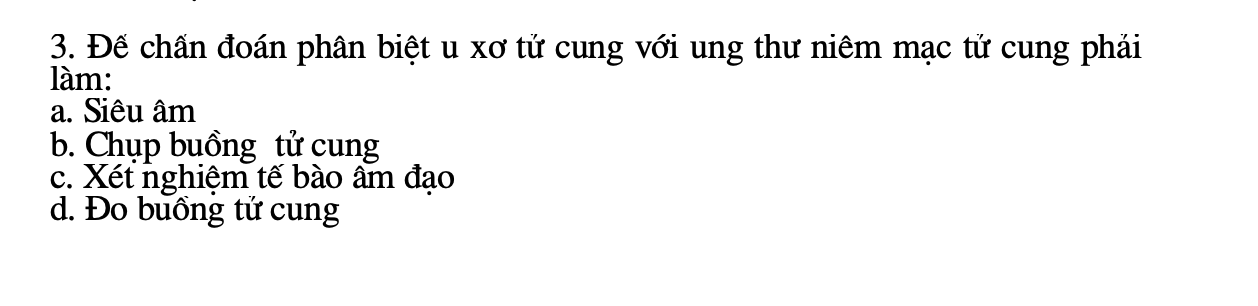 3. Để chẩn đoán phân biệt u xơ tử cung với ung thư niêm mạc tử cung phải
làm:
a. Siêu âm
b. Chụp buồng tử cung
c. Xét nghiệm tế bào âm đạo
d. Đo buồng tử cung